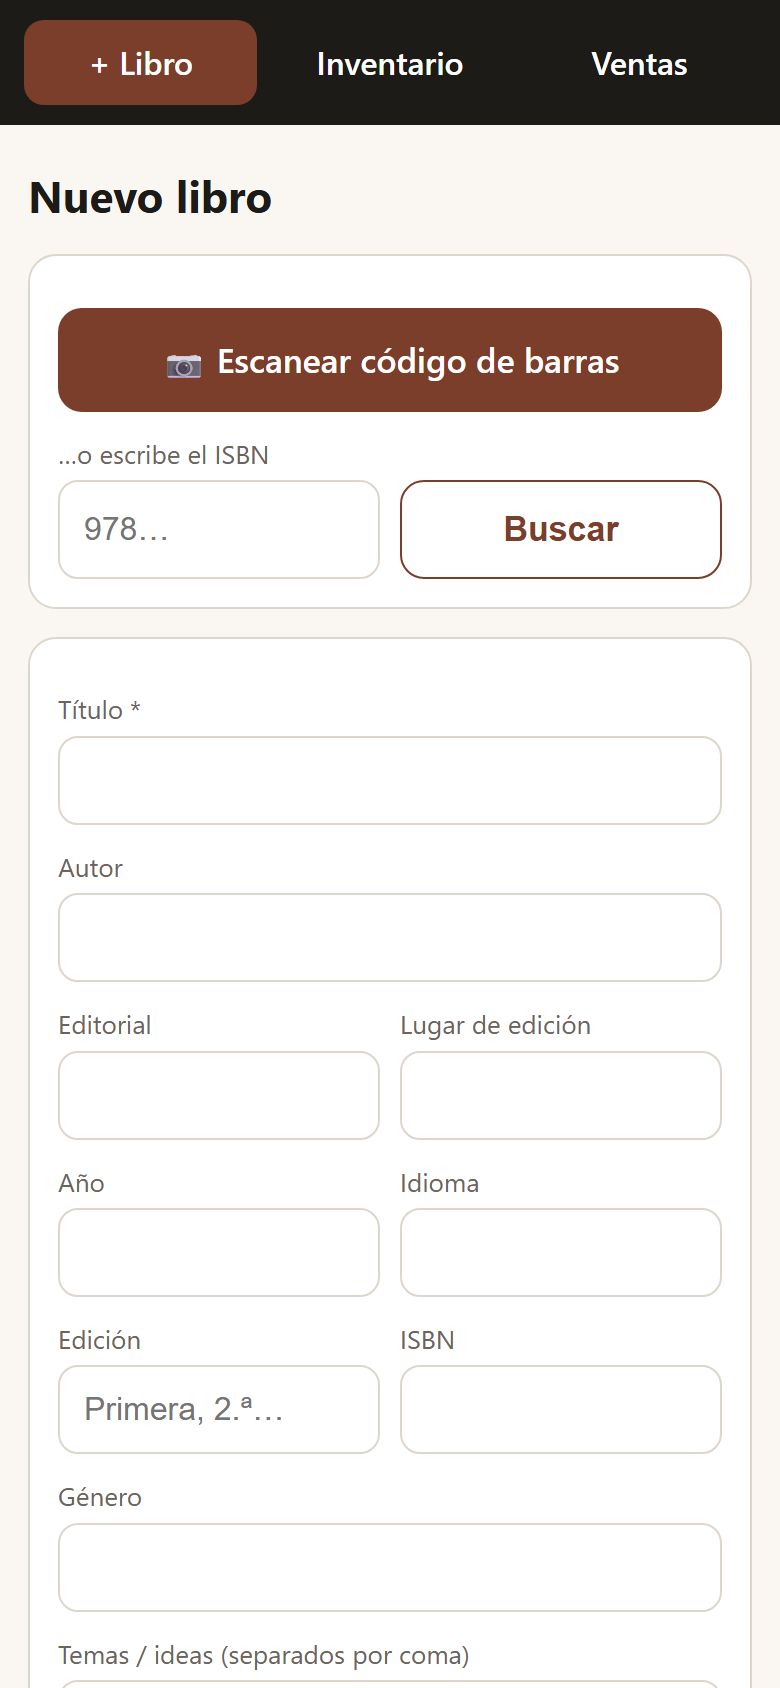 + Libro Inventario Ventas
Nuevo libro
Escanear código de barras
...o escribe el ISBN
978... Buscar
Título *
Autor
Editorial Lugar de edición
Año Idioma
Edición ISBN
Primera, 2.ª...
Género
Temas / ideas (separados por coma)